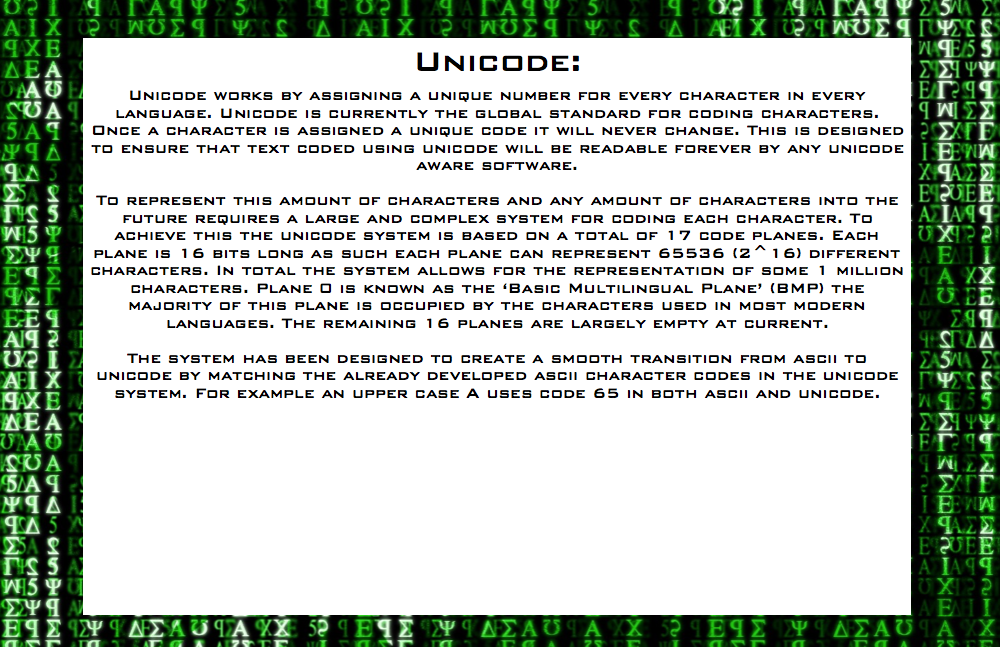 Unicode:
Unicode works by assigning a unique number for every character in every
language. Unicode is currently the global standard for coding characters.
Once a character is assigned a unique code it will never change. This is designed
to ensure that text coded using unicode will be readable forever by any unicode
aware software.
To represent this amount of characters and any amount of characters into the
future requires a large and complex system for coding each character. To
achieve this the unicode system is based on a total of 17 code planes. Each
plane is 16 bits long as such each plane can represent 65536 (2^16) different
characters. In total the system allows for the representation of some 1 million
characters. Plane 0 is known as the ‘Basic Multilingual Plane’ (BMP) the
majority of this plane is occupied by the characters used in most modern
languages. The remaining 16 planes are largely empty at current.
The system has been designed to create a smooth transition from ascii to
unicode by matching the already developed ascii character codes in the unicode
system. For example an upper case A uses code 65 in both ascii and unicode.